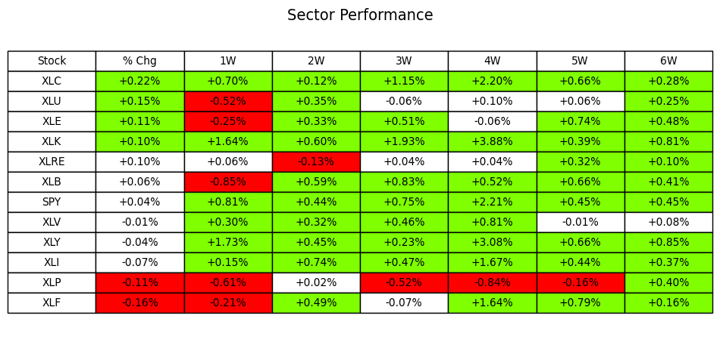 Sector Performance
Stock % Chg 1W 2W 3W 4W 5W 6W
XLC +0.22% +0.70% +0.12% +1.15% +2.20% +0.66% +0.28%
XLU +0.15% -0.52% +0.35% -0.06% +0.10% +0.06% +0.25%
XLE +0.11% -0.25% +0.33% +0.51% -0.06% +0.74% +0.48%
XLK +0.10% +1.64% +0.60% +1.93% +3.88% +0.39% +0.81%
XLRE +0.10% +0.06% -0.13% +0.04% +0.04% +0.32% +0.10%
XLB +0.06% -0.85% +0.59% +0.83% +0.52% +0.66% +0.41%
SPY +0.04% +0.81% +0.44% +0.75% +2.21% +0.45% +0.45%
XLV -0.01% +0.30% +0.32% +0.46% +0.81% -0.01% +0.08%
XLY -0.04% +1.73% +0.45% +0.23% +3.08% +0.66% +0.85%
XLI -0.07% +0.15% +0.74% +0.47% +1.67% +0.44% +0.37%
XLP -0.11% -0.61% +0.02% -0.52% -0.84% -0.16% +0.40%
XLF -0.16% -0.21% +0.49% -0.07% +1.64% +0.79% +0.16%